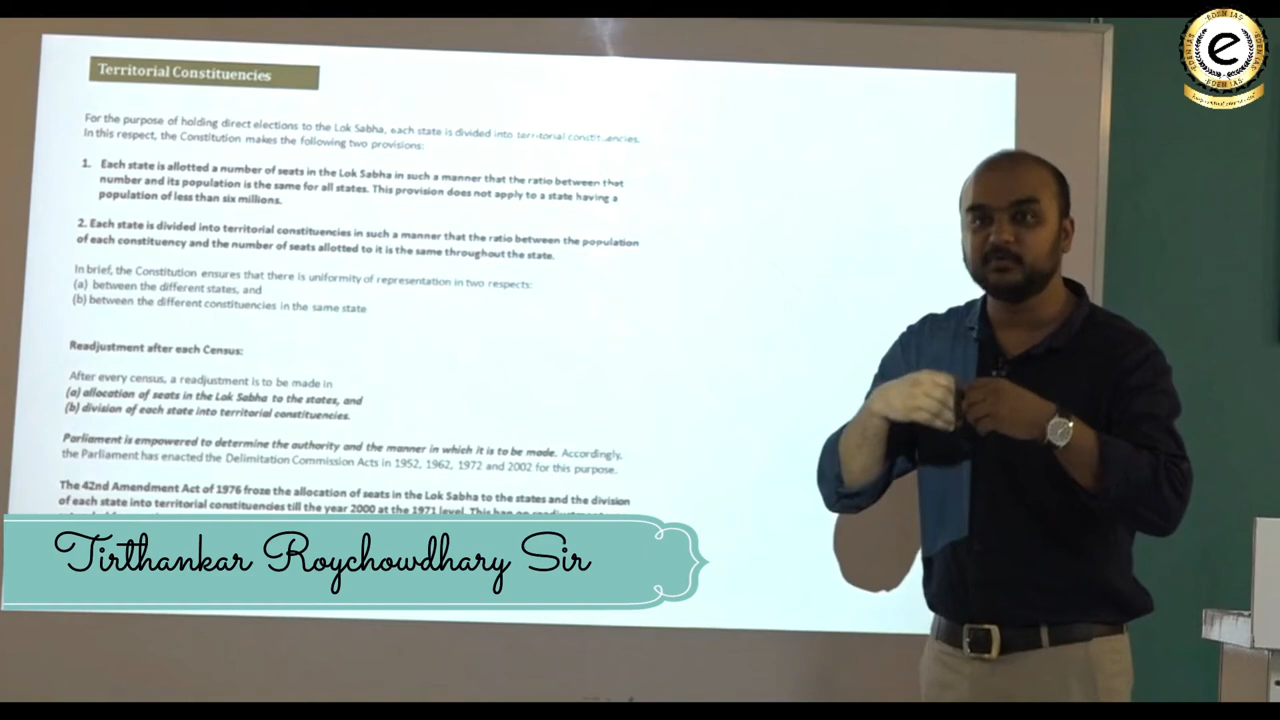 Territorial Constituencies
For the purpose of holding direct elections to the Lok Sabha, each state is divided into territorial constituencies.
In this respect, the Constitution makes the following two provisions:
1. Each state is allotted a number of seats in the Lok Sabha in such a manner that the ratio between that
number and its population is the same for all states. This provision does not apply to a state having a
population of less than six millions.
2. Each state is divided into territorial constituencies in such a manner that the ratio between the population
of each constituency and the number of seats allotted to it is the same throughout the state.
In brief, the Constitution ensures that there is uniformity of representation in two respects:
(a) between the different states, and
(b) between the different constituencies in the same state
Readjustment after each Census:
After every census, a readjustment is to be made in
(a) allocation of seats in the Lok Sabha to the states, and
(b) division of each state into territorial constituencies.
Parliament is empowered to determine the authority and the manner in which it is to be made. Accordingly,
the Parliament has enacted the Delimitation Commission Acts in 1952, 1962, 1972 and 2002 for this purpose.
The 42nd Amendment Act of 1976 froze the allocation of seats in the Lok Sabha to the states and the division
of each state into territorial constituencies till the year 2000 at the 1971 level. This ban on readjustment
Tirthankar Roychowdhary Sir
EDEN IAS
e
EDEN IAS